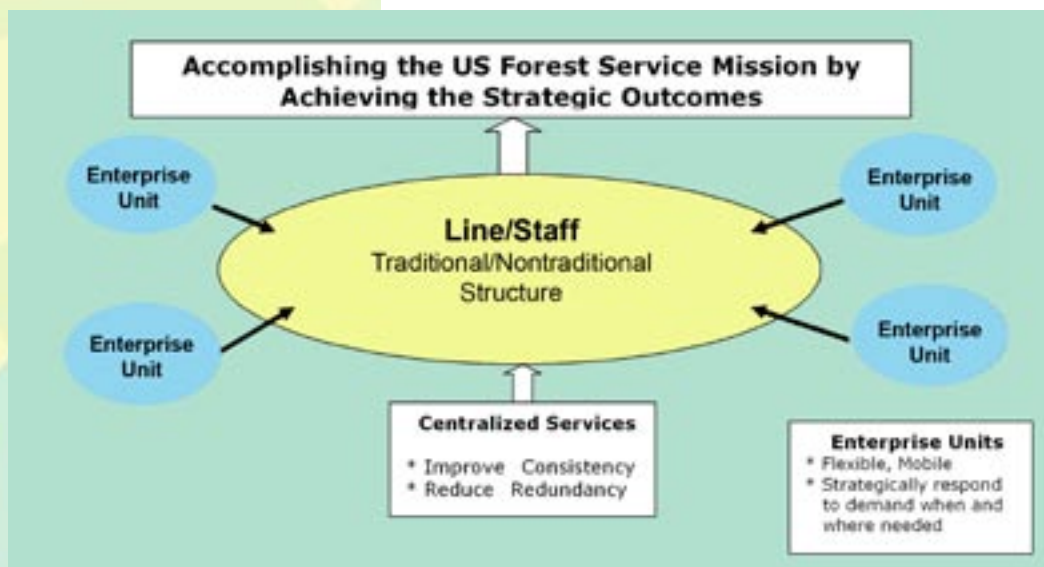 Accomplishing the US Forest Service Mission by
Achieving the Strategic Outcomes
Enterprise
Unit
Enterprise
Unit
Line/Staff
Traditional/Nontraditional
Structure
Enterprise
Unit
Enterprise
Unit
Centralized Services
* Improve Consistency
* Reduce Redundancy
Enterprise Units
* Flexible, Mobile
* Strategically respond
to demand when and
where needed